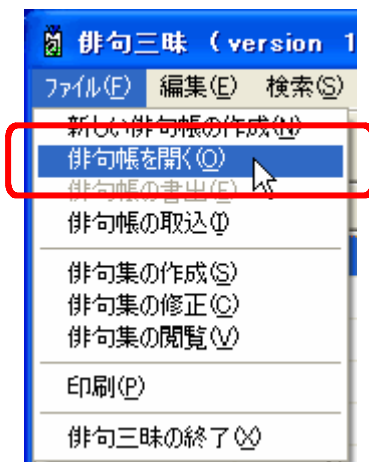 俳句三昧 (version 1
ファイル(F) 編集(E) 検索(S)
新しい俳句帳の作成(N)
俳句帳を開く(O)
俳句帳の書出(E)
俳句帳の取込(I)
俳句集の作成(S)
俳句集の修正(C)
俳句集の閲覧(V)
印刷(P)
俳句三昧の終了(X)